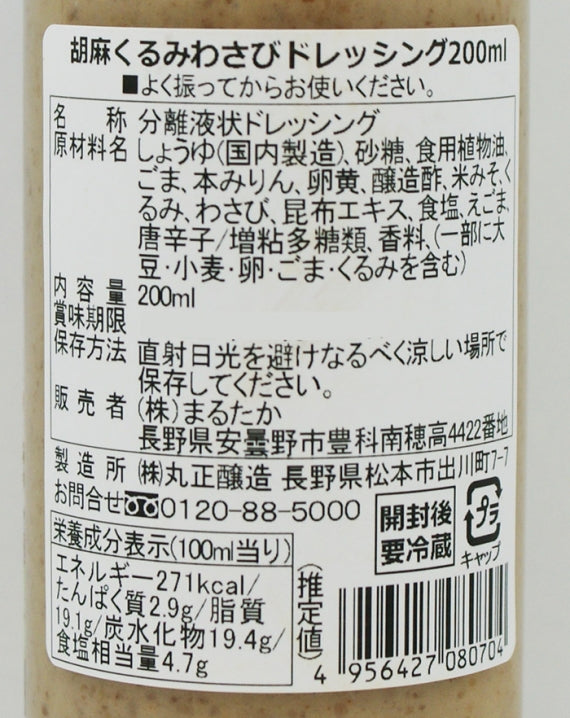 胡麻くるみわさびドレッシング200ml
■よく振ってからお使いください。
名称 分離液状ドレッシング
原材料名 しょうゆ(国内製造)、砂糖、食用植物油、
ごま、本みりん、卵黄、醸造酢、米みそ、く
るみ、わさび、昆布エキス、食塩、えごま、
唐辛子/増粘多糖類、香料、(一部に大
豆・小麦・卵・ごま・くるみを含む)
内容量 200ml
賞味期限
保存方法 直射日光を避けなるべく涼しい場所で
保存してください。
販売者 (株)まるたか
長野県安曇野市豊科南穂高4422番地
製造所 (株)丸正醸造 長野県松本市出川町7-7
お問合せ 0120-88-5000
開封後
要冷蔵
プラ
キャップ
栄養成分表示(100ml当り)
エネルギー271kcal/
たんぱく質2.9g/脂質
19.1g/炭水化物19.4g/
食塩相当量4.7g
(推定値)
4 956427 080704